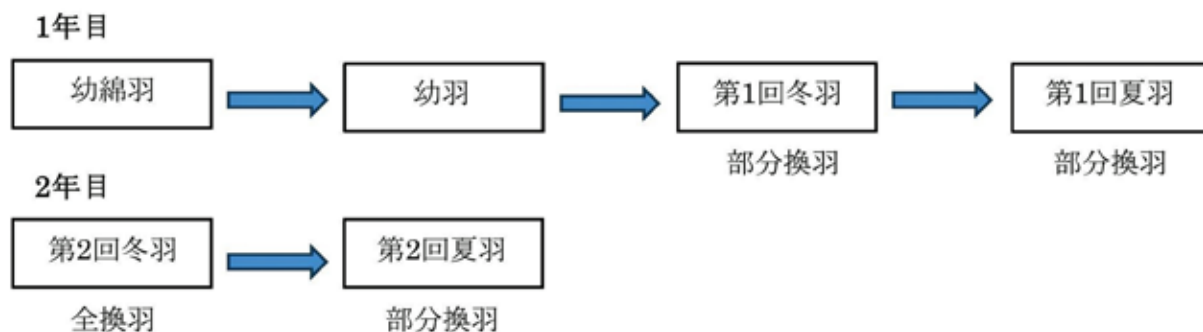 1年目
幼綿羽
幼羽
第1回冬羽
第1回夏羽
部分換羽
部分換羽
2年目
第2回冬羽
第2回夏羽
全換羽
部分換羽